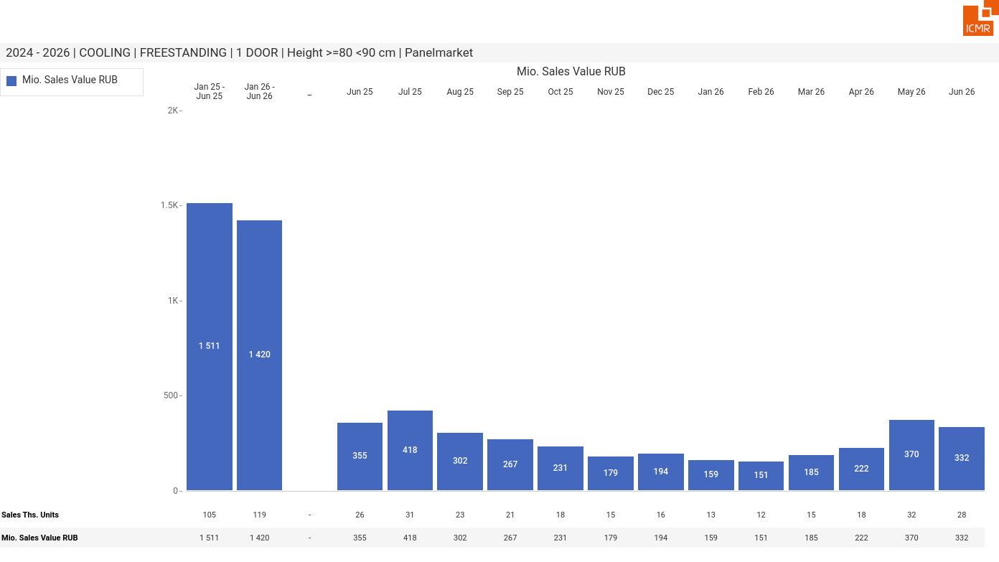 ICMR
2024 - 2026 | COOLING | FREESTANDING | 1 DOOR | Height >=80 <90 cm | Panelmarket
Mio. Sales Value RUB
Mio. Sales Value RUB
Jan 25 - Jun 25 Jan 26 - Jun 26 – Jun 25 Jul 25 Aug 25 Sep 25 Oct 25 Nov 25 Dec 25 Jan 26 Feb 26 Mar 26 Apr 26 May 26 Jun 26
2K
1.5K
1K
500
0
1 511 1 420 355 418 302 267 231 179 194 159 151 185 222 370 332
Sales Ths. Units 105 119 - 26 31 23 21 18 15 16 13 12 15 18 32 28
Mio. Sales Value RUB 1 511 1 420 - 355 418 302 267 231 179 194 159 151 185 222 370 332